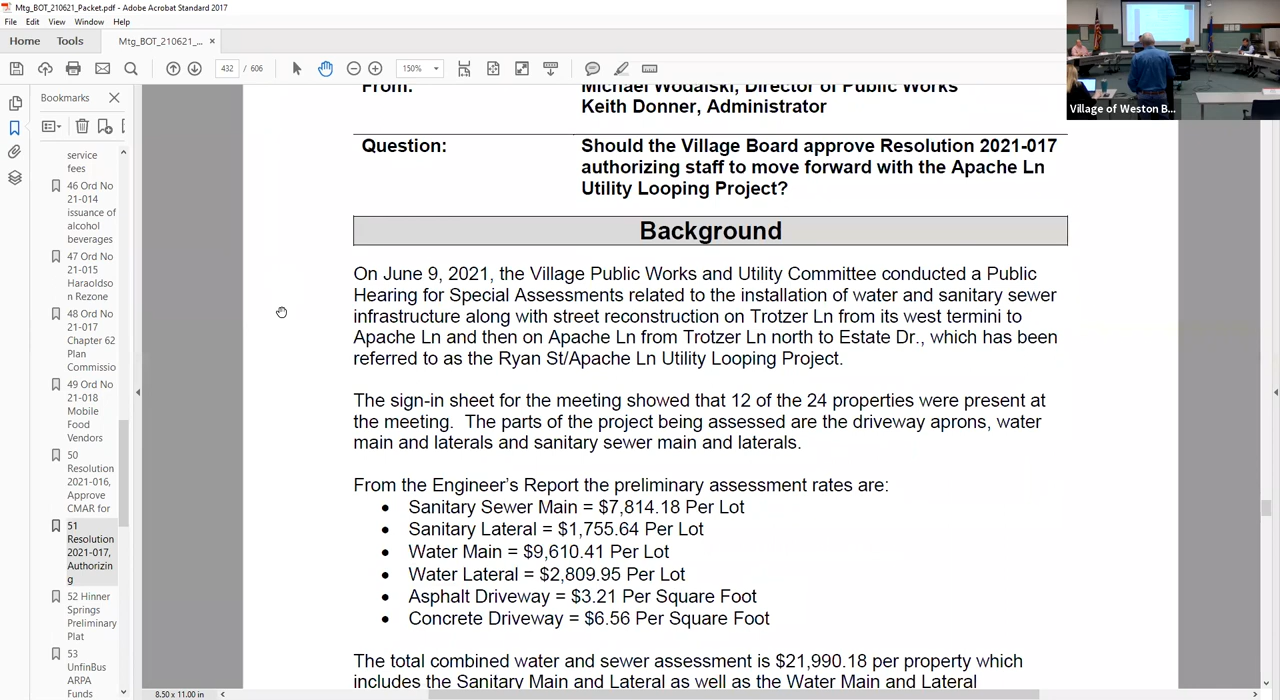 Mtg_BOT_210621_Packet.pdf - Adobe Acrobat Standard 2017
File Edit View Window Help
Home Tools Mtg_BOT_210621_... ×
432 / 606 150%
Village of Weston B...
Bookmarks
service
fees
46 Ord No
21-014
issuance of
alcohol
beverages
47 Ord No
21-015
Haraoldso
n Rezone
48 Ord No
21-017
Chapter 62
Plan
Commissio
49 Ord No
21-018
Mobile
Food
Vendors
50
Resolution
2021-016,
Approve
CMAR for
51
Resolution
2021-017,
Authorizin
g
52 Hinner
Springs
Preliminary
Plat
53
UnfinBus
ARPA
Funds
From: Michael Wodalski, Director of Public Works
Keith Donner, Administrator
Question: Should the Village Board approve Resolution 2021-017
authorizing staff to move forward with the Apache Ln
Utility Looping Project?
Background
On June 9, 2021, the Village Public Works and Utility Committee conducted a Public
Hearing for Special Assessments related to the installation of water and sanitary sewer
infrastructure along with street reconstruction on Trotzer Ln from its west termini to
Apache Ln and then on Apache Ln from Trotzer Ln north to Estate Dr., which has been
referred to as the Ryan St/Apache Ln Utility Looping Project.
The sign-in sheet for the meeting showed that 12 of the 24 properties were present at
the meeting. The parts of the project being assessed are the driveway aprons, water
main and laterals and sanitary sewer main and laterals.
From the Engineer's Report the preliminary assessment rates are:
• Sanitary Sewer Main = $7,814.18 Per Lot
• Sanitary Lateral = $1,755.64 Per Lot
• Water Main = $9,610.41 Per Lot
• Water Lateral = $2,809.95 Per Lot
• Asphalt Driveway = $3.21 Per Square Foot
• Concrete Driveway = $6.56 Per Square Foot
The total combined water and sewer assessment is $21,990.18 per property which
includes the Sanitary Main and Lateral as well as the Water Main and Lateral
8.50 x 11.00 in